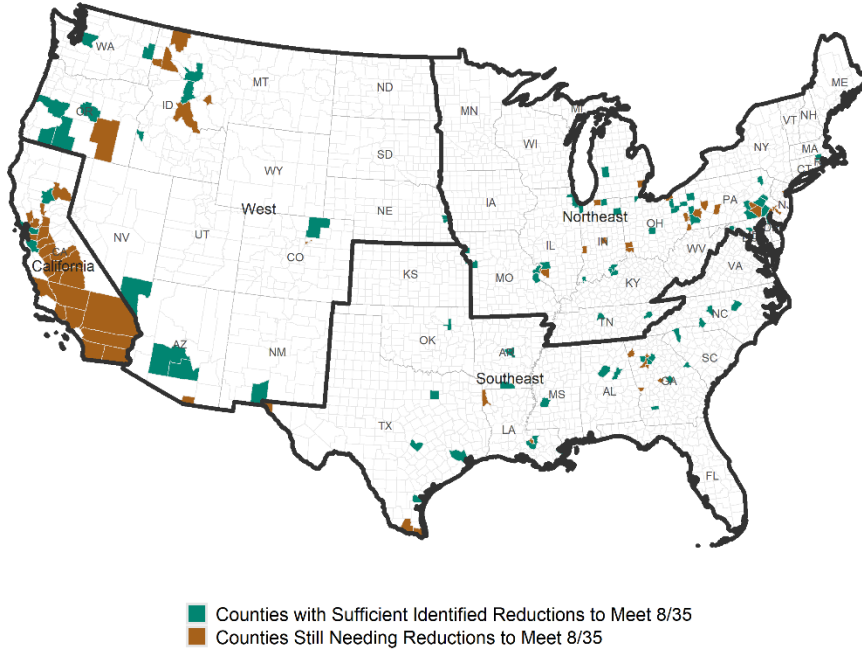 ME
WA
MT
ND
MN
VT
NH
ID
WI
NY
MA
CT
SD
WY
IA
PA
NE
West
Northeast
OH
NJ
NV
UT
IL
IN
CA
CO
WV
California
KS
MO
KY
VA
NC
TN
OK
AZ
NM
AR
SC
Southeast
MS
AL
GA
TX
LA
FL
Counties with Sufficient Identified Reductions to Meet 8/35
Counties Still Needing Reductions to Meet 8/35